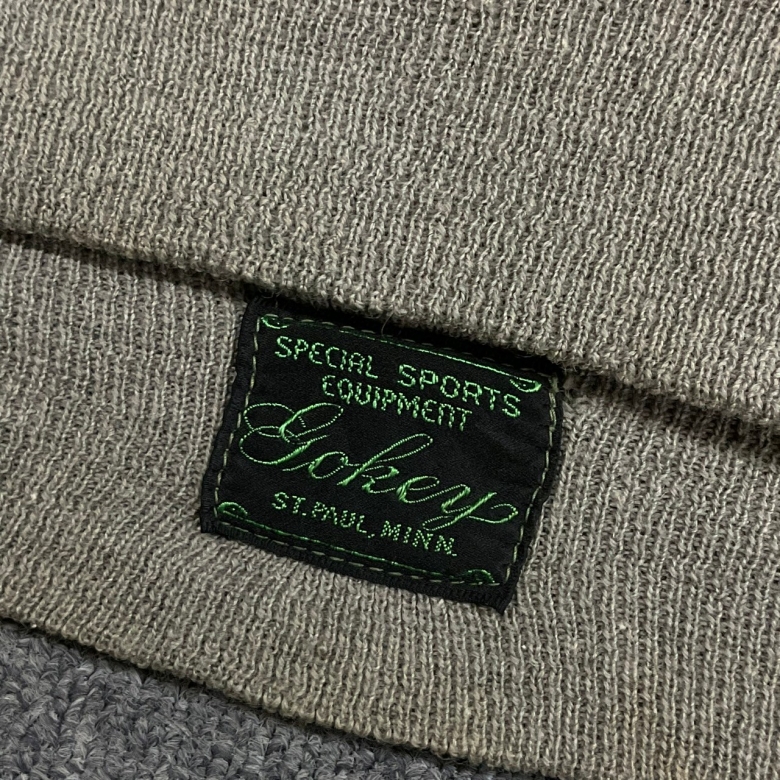 SPECIAL SPORTS
EQUIPMENT
Gokey
ST. PAUL, MINN.